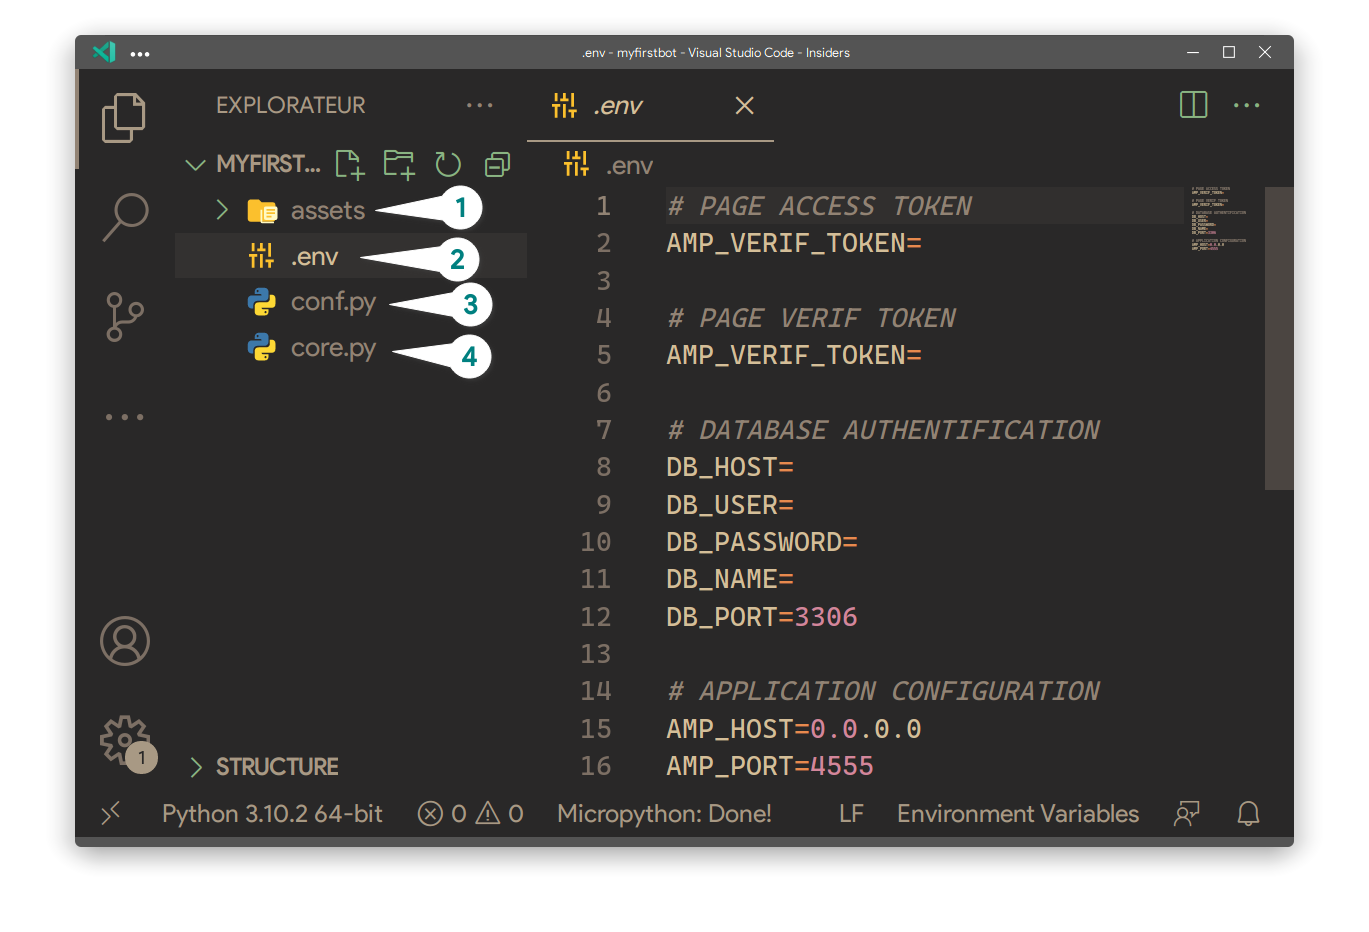 .env - myfirstbot - Visual Studio Code - Insiders
EXPLORATEUR
MYFIRST...
assets
1
.env
2
conf.py
3
core.py
4
STRUCTURE
.env
.env
1 # PAGE ACCESS TOKEN
2 AMP_VERIF_TOKEN=
3
4 # PAGE VERIF TOKEN
5 AMP_VERIF_TOKEN=
6
7 # DATABASE AUTHENTIFICATION
8 DB_HOST=
9 DB_USER=
10 DB_PASSWORD=
11 DB_NAME=
12 DB_PORT=3306
13
14 # APPLICATION CONFIGURATION
15 AMP_HOST=0.0.0.0
16 AMP_PORT=4555
1
Python 3.10.2 64-bit 0 0 Micropython: Done! LF Environment Variables